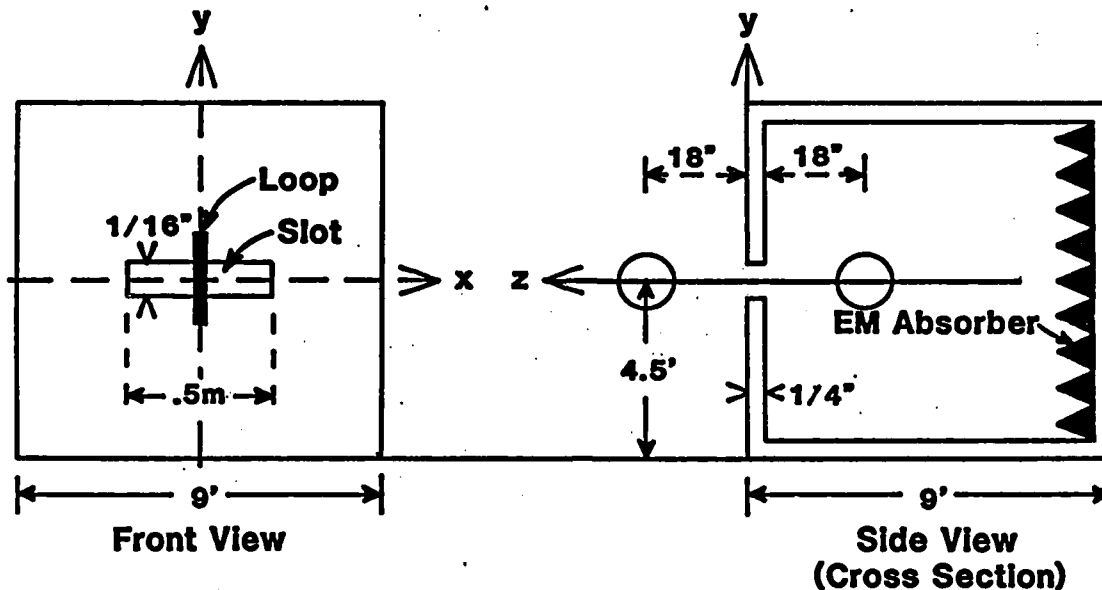 y
Loop
1/16"
Slot
x
.5m
9'
Front View
y
18"
18"
z
EM Absorber
4.5'
1/4"
9'
Side View
(Cross Section)